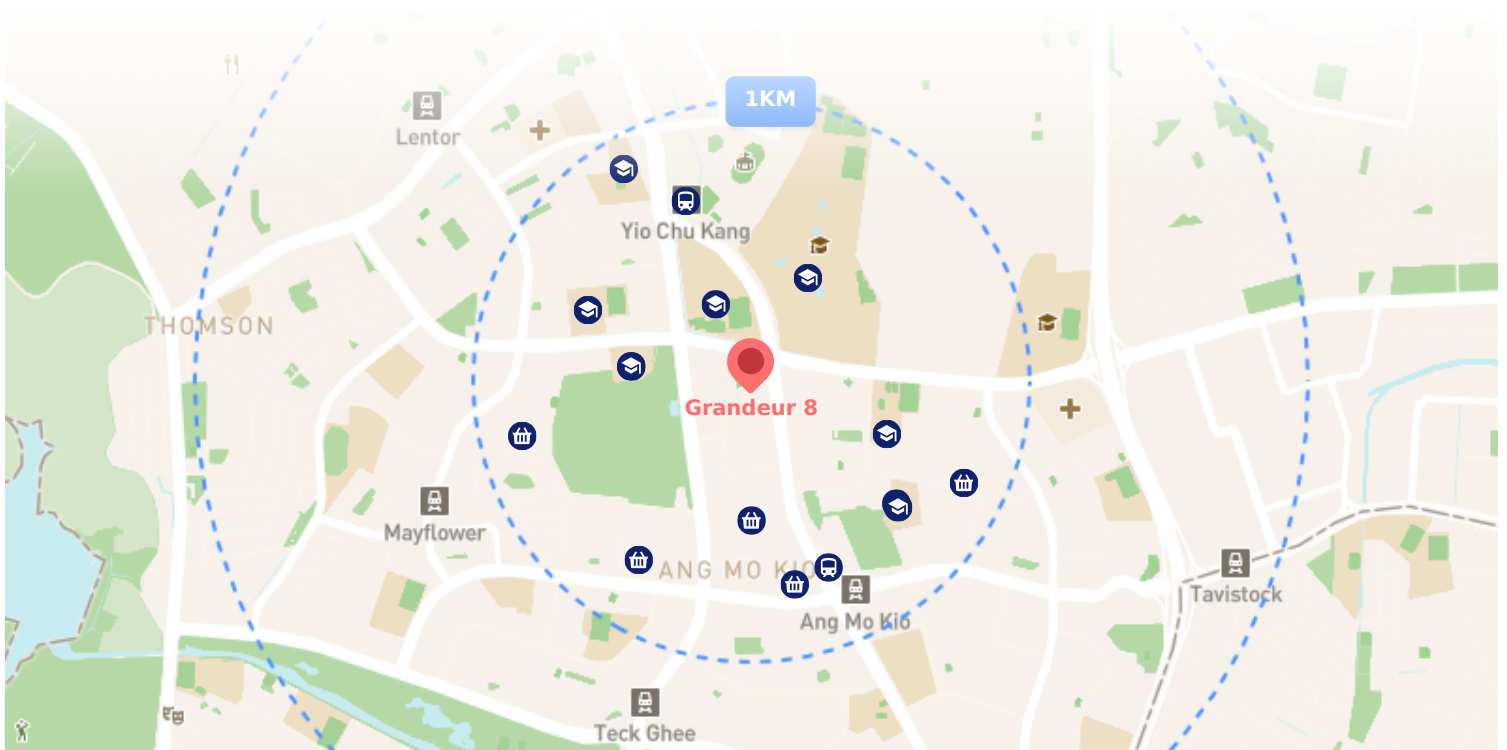 1KM
Lentor
Yio Chu Kang
THOMSON
Grandeur 8
Mayflower
ANG MO KIO
Tavistock
Ang Mo Kio
Teck Ghee